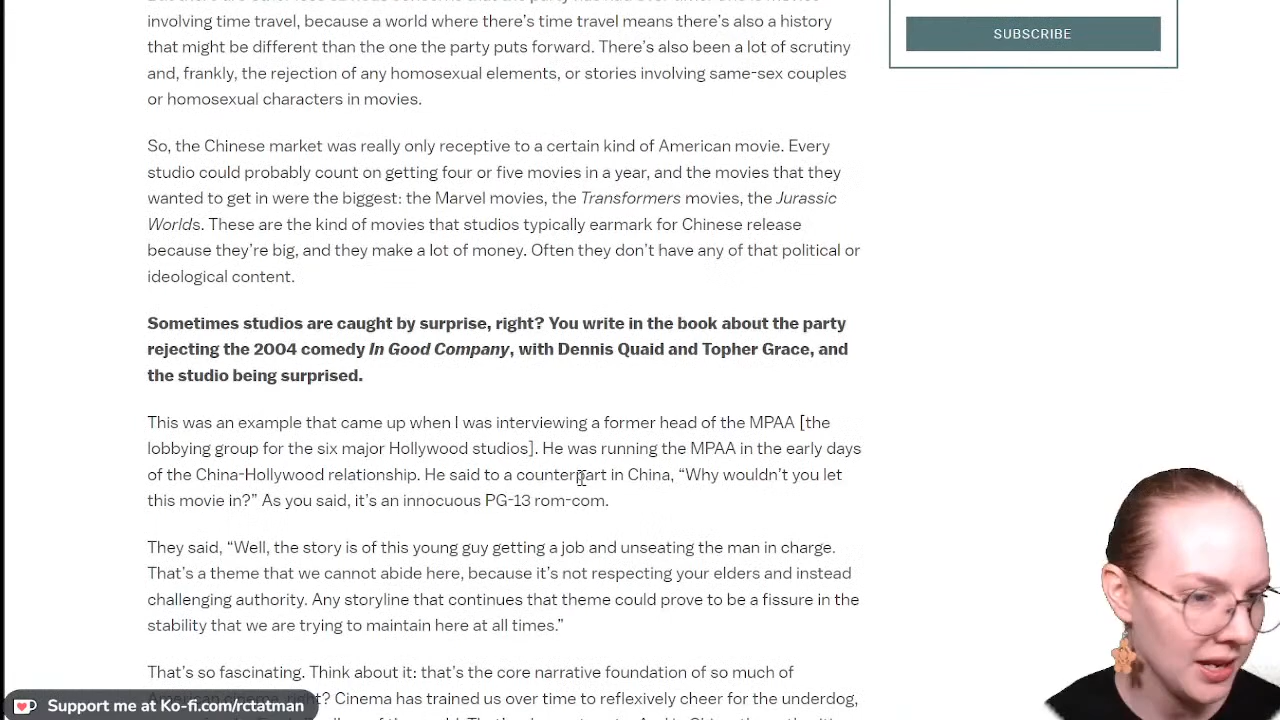 involving time travel, because a world where there’s time travel means there’s also a history
that might be different than the one the party puts forward. There’s also been a lot of scrutiny
and, frankly, the rejection of any homosexual elements, or stories involving same-sex couples
or homosexual characters in movies.
So, the Chinese market was really only receptive to a certain kind of American movie. Every
studio could probably count on getting four or five movies in a year, and the movies that they
wanted to get in were the biggest: the Marvel movies, the Transformers movies, the Jurassic
Worlds. These are the kind of movies that studios typically earmark for Chinese release
because they’re big, and they make a lot of money. Often they don’t have any of that political or
ideological content.
Sometimes studios are caught by surprise, right? You write in the book about the party
rejecting the 2004 comedy In Good Company, with Dennis Quaid and Topher Grace, and
the studio being surprised.
This was an example that came up when I was interviewing a former head of the MPAA [the
lobbying group for the six major Hollywood studios]. He was running the MPAA in the early days
of the China-Hollywood relationship. He said to a counterpart in China, “Why wouldn’t you let
this movie in?” As you said, it’s an innocuous PG-13 rom-com.
They said, “Well, the story is of this young guy getting a job and unseating the man in charge.
That’s a theme that we cannot abide here, because it’s not respecting your elders and instead
challenging authority. Any storyline that continues that theme could prove to be a fissure in the
stability that we are trying to maintain here at all times.”
That’s so fascinating. Think about it: that’s the core narrative foundation of so much of
right? Cinema has trained us over time to reflexively cheer for the underdog,
SUBSCRIBE
Support me at Ko-fi.com/rctatman